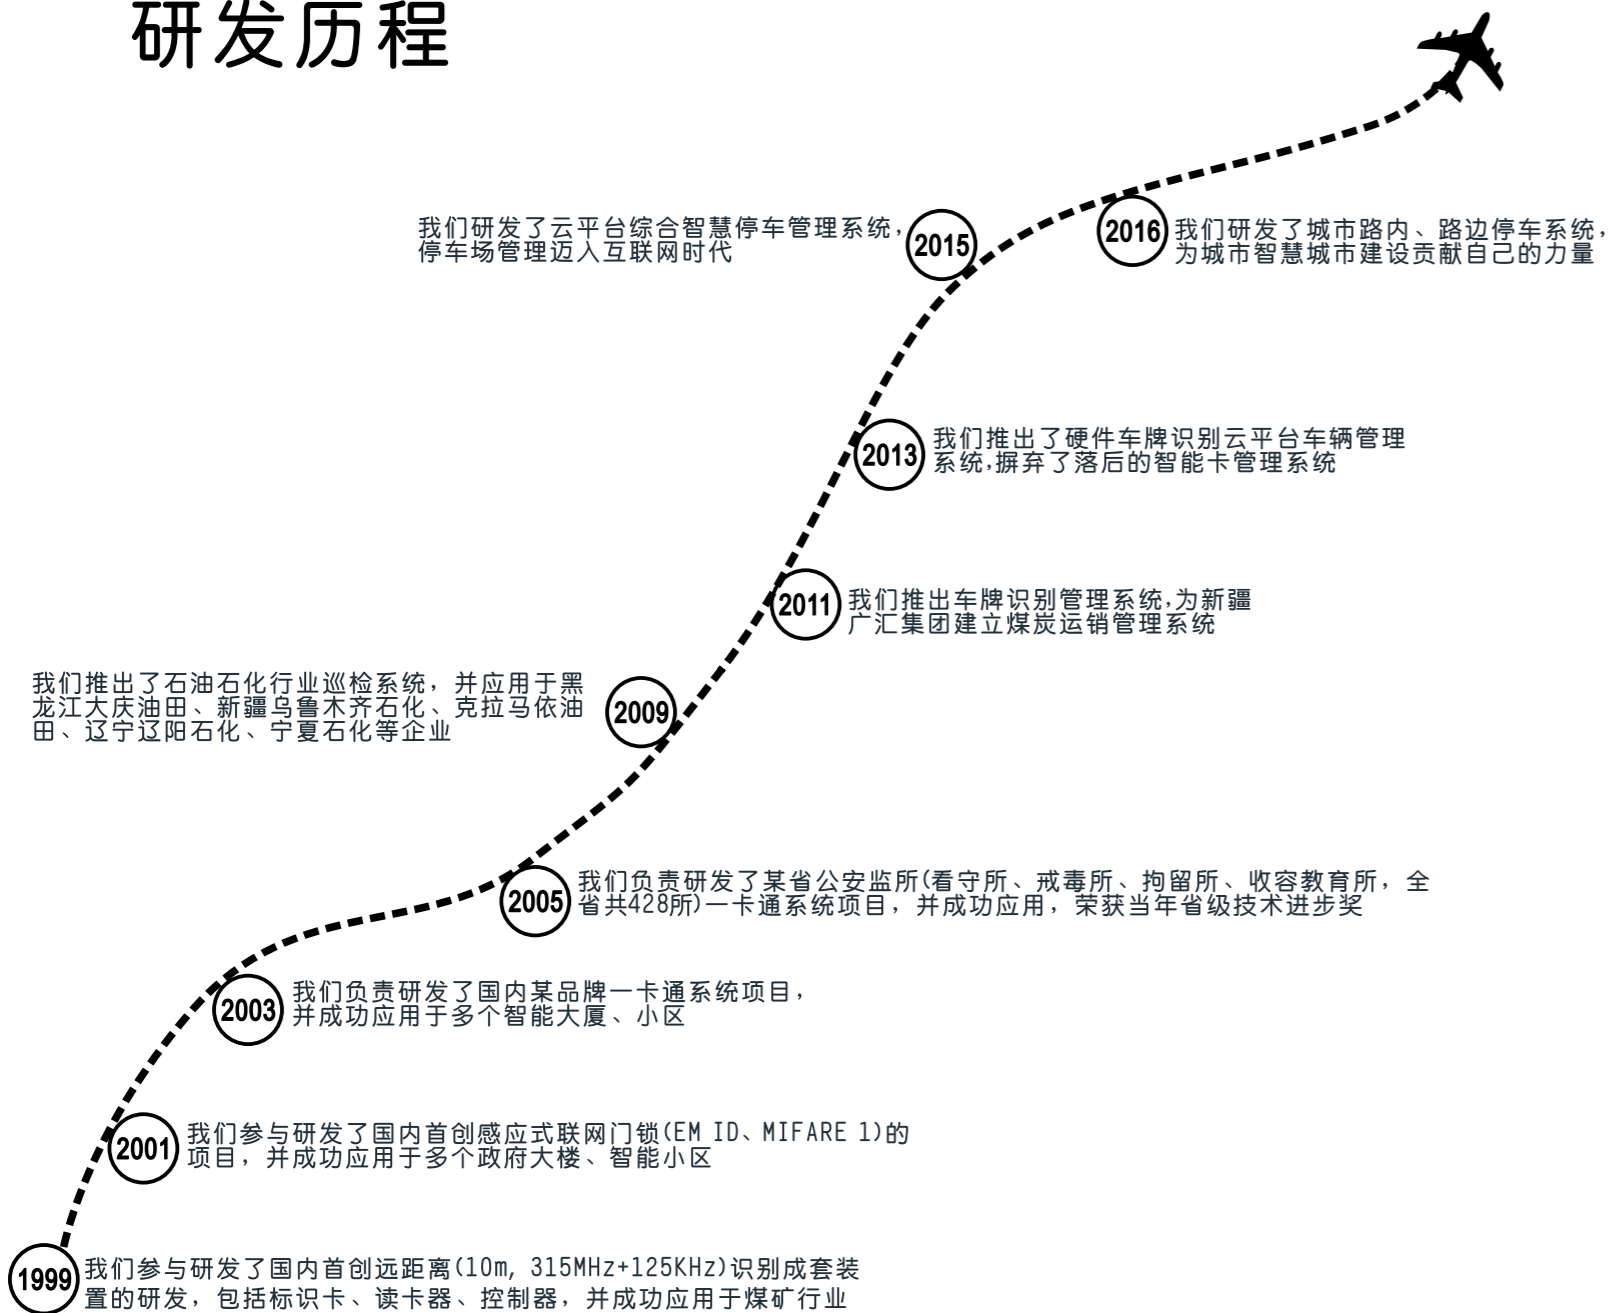 研发历程
我们研发了云平台综合智慧停车管理系统，
停车场管理迈入互联网时代
2015
2016
我们研发了城市路内、路边停车系统，
为城市智慧城市建设贡献自己的力量
2013
我们推出了硬件车牌识别云平台车辆管理
系统,摒弃了落后的智能卡管理系统
2011
我们推出车牌识别管理系统,为新疆
广汇集团建立煤炭运销管理系统
我们推出了石油石化行业巡检系统，并应用于黑
龙江大庆油田、新疆乌鲁木齐石化、克拉马依油
田、辽宁辽阳石化、宁夏石化等企业
2009
2005
我们负责研发了某省公安监所(看守所、戒毒所、拘留所、收容教育所，全
省共428所)一卡通系统项目，并成功应用，荣获当年省级技术进步奖
2003
我们负责研发了国内某品牌一卡通系统项目，
并成功应用于多个智能大厦、小区
2001
我们参与研发了国内首创感应式联网门锁(EM ID、MIFARE 1)的
项目，并成功应用于多个政府大楼、智能小区
1999
我们参与研发了国内首创远距离(10m, 315MHz+125KHz)识别成套装
置的研发，包括标识卡、读卡器、控制器，并成功应用于煤矿行业